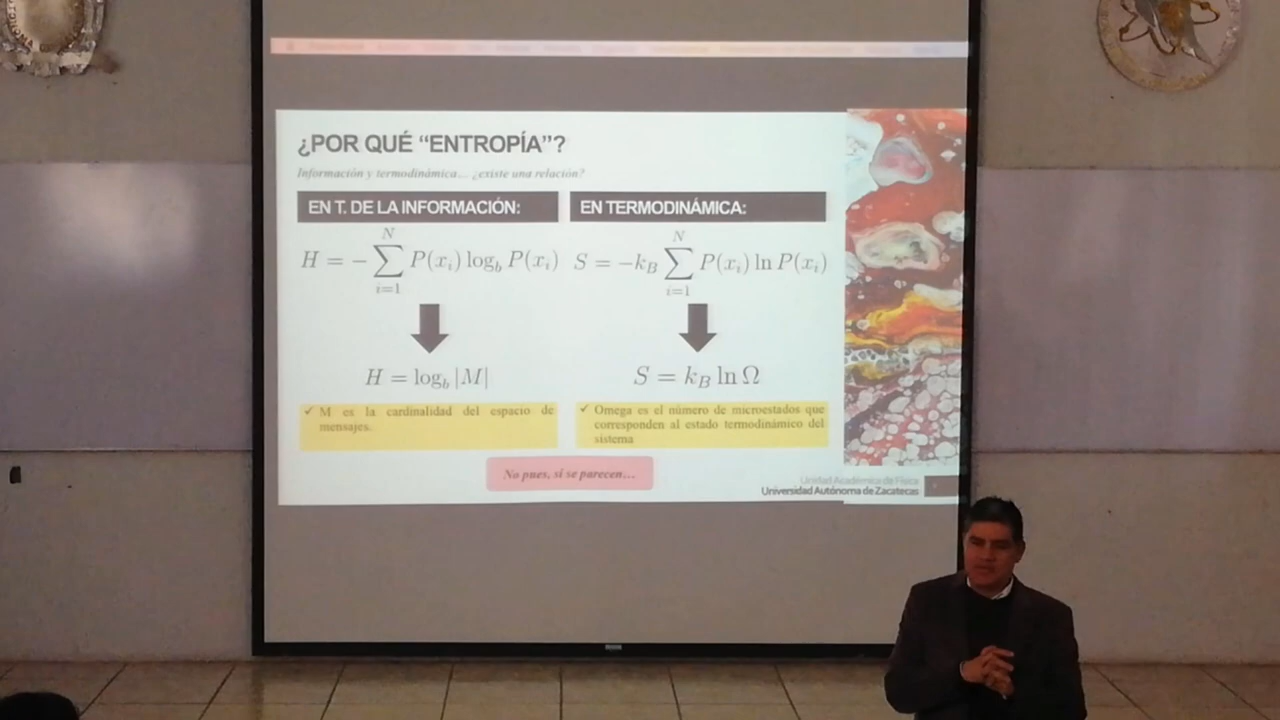 ¿POR QUÉ “ENTROPÍA”?
Información y termodinámica... ¿existe una relación?
EN T. DE LA INFORMACIÓN:
H = −∑_{i=1}^{N} P(x_i) log_b P(x_i)
H = log_b |M|
✓ M es la cardinalidad del espacio de
mensajes.
EN TERMODINÁMICA:
S = −k_B ∑_{i=1}^{N} P(x_i) ln P(x_i)
S = k_B ln Ω
✓ Omega es el número de microestados que
corresponden al estado termodinámico del
sistema
No pues, sí se parecen...
Unidad Académica de Física
Universidad Autónoma de Zacatecas